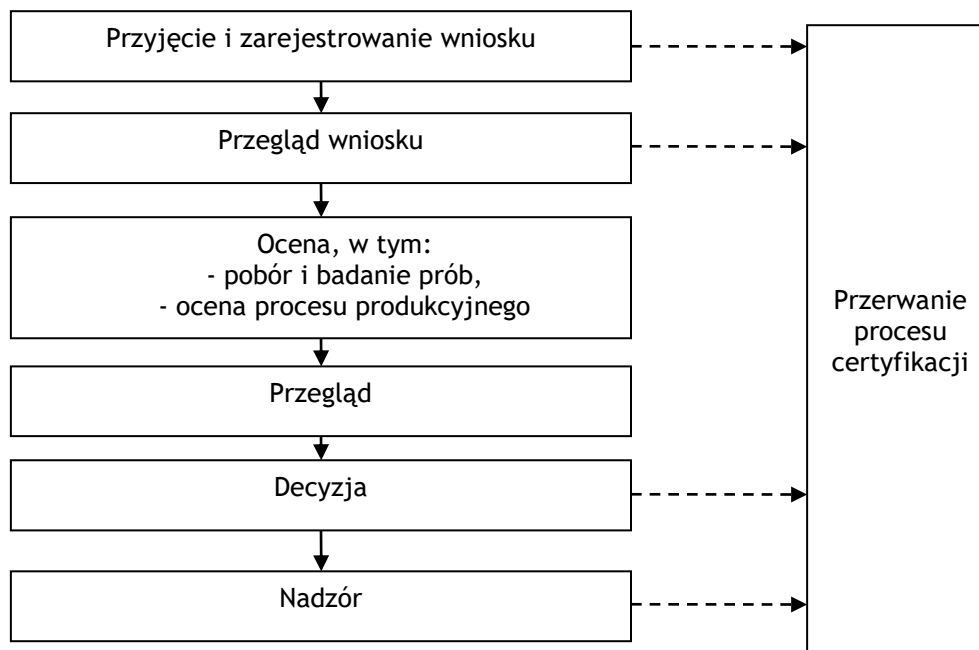 Przyjęcie i zarejestrowanie wniosku
Przegląd wniosku
Ocena, w tym:
- pobór i badanie prób,
- ocena procesu produkcyjnego
Przegląd
Decyzja
Nadzór
Przerwanie
procesu
certyfikacji